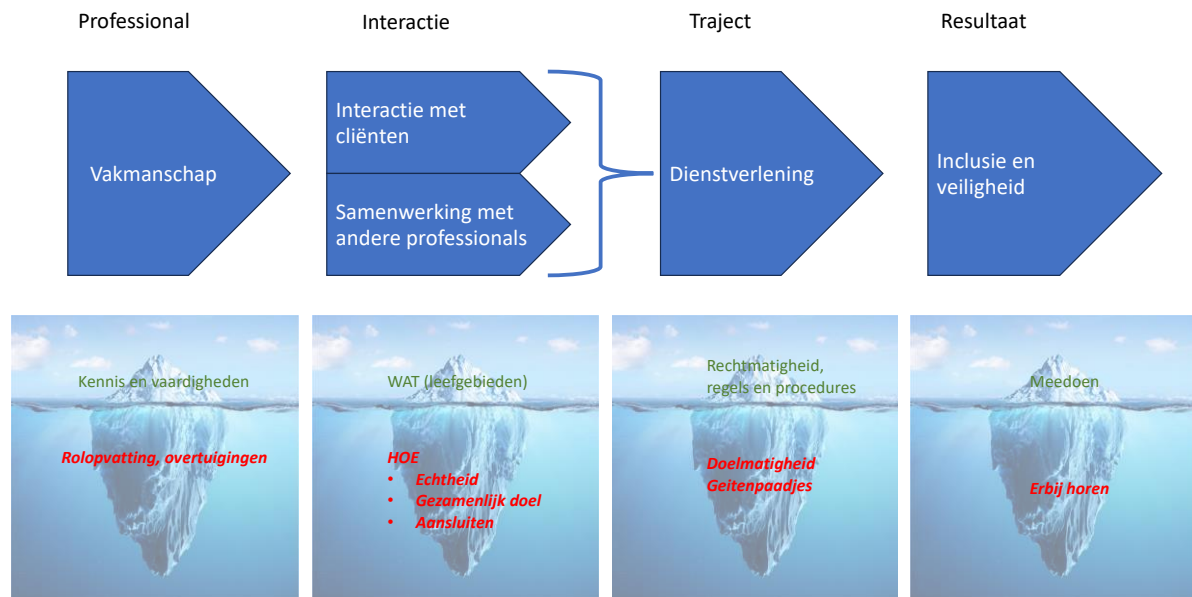 Professional
Interactie
Traject
Resultaat
Vakmanschap
Interactie met
cliënten
Samenwerking met
andere professionals
Dienstverlening
Inclusie en
veiligheid
Kennis en vaardigheden
Rolopvatting, overtuigingen
WAT (leefgebieden)
HOE
• Echtheid
• Gezamenlijk doel
• Aansluiten
Rechtmatigheid,
regels en procedures
Doelmatigheid
Geitenpaadjes
Meedoen
Erbij horen